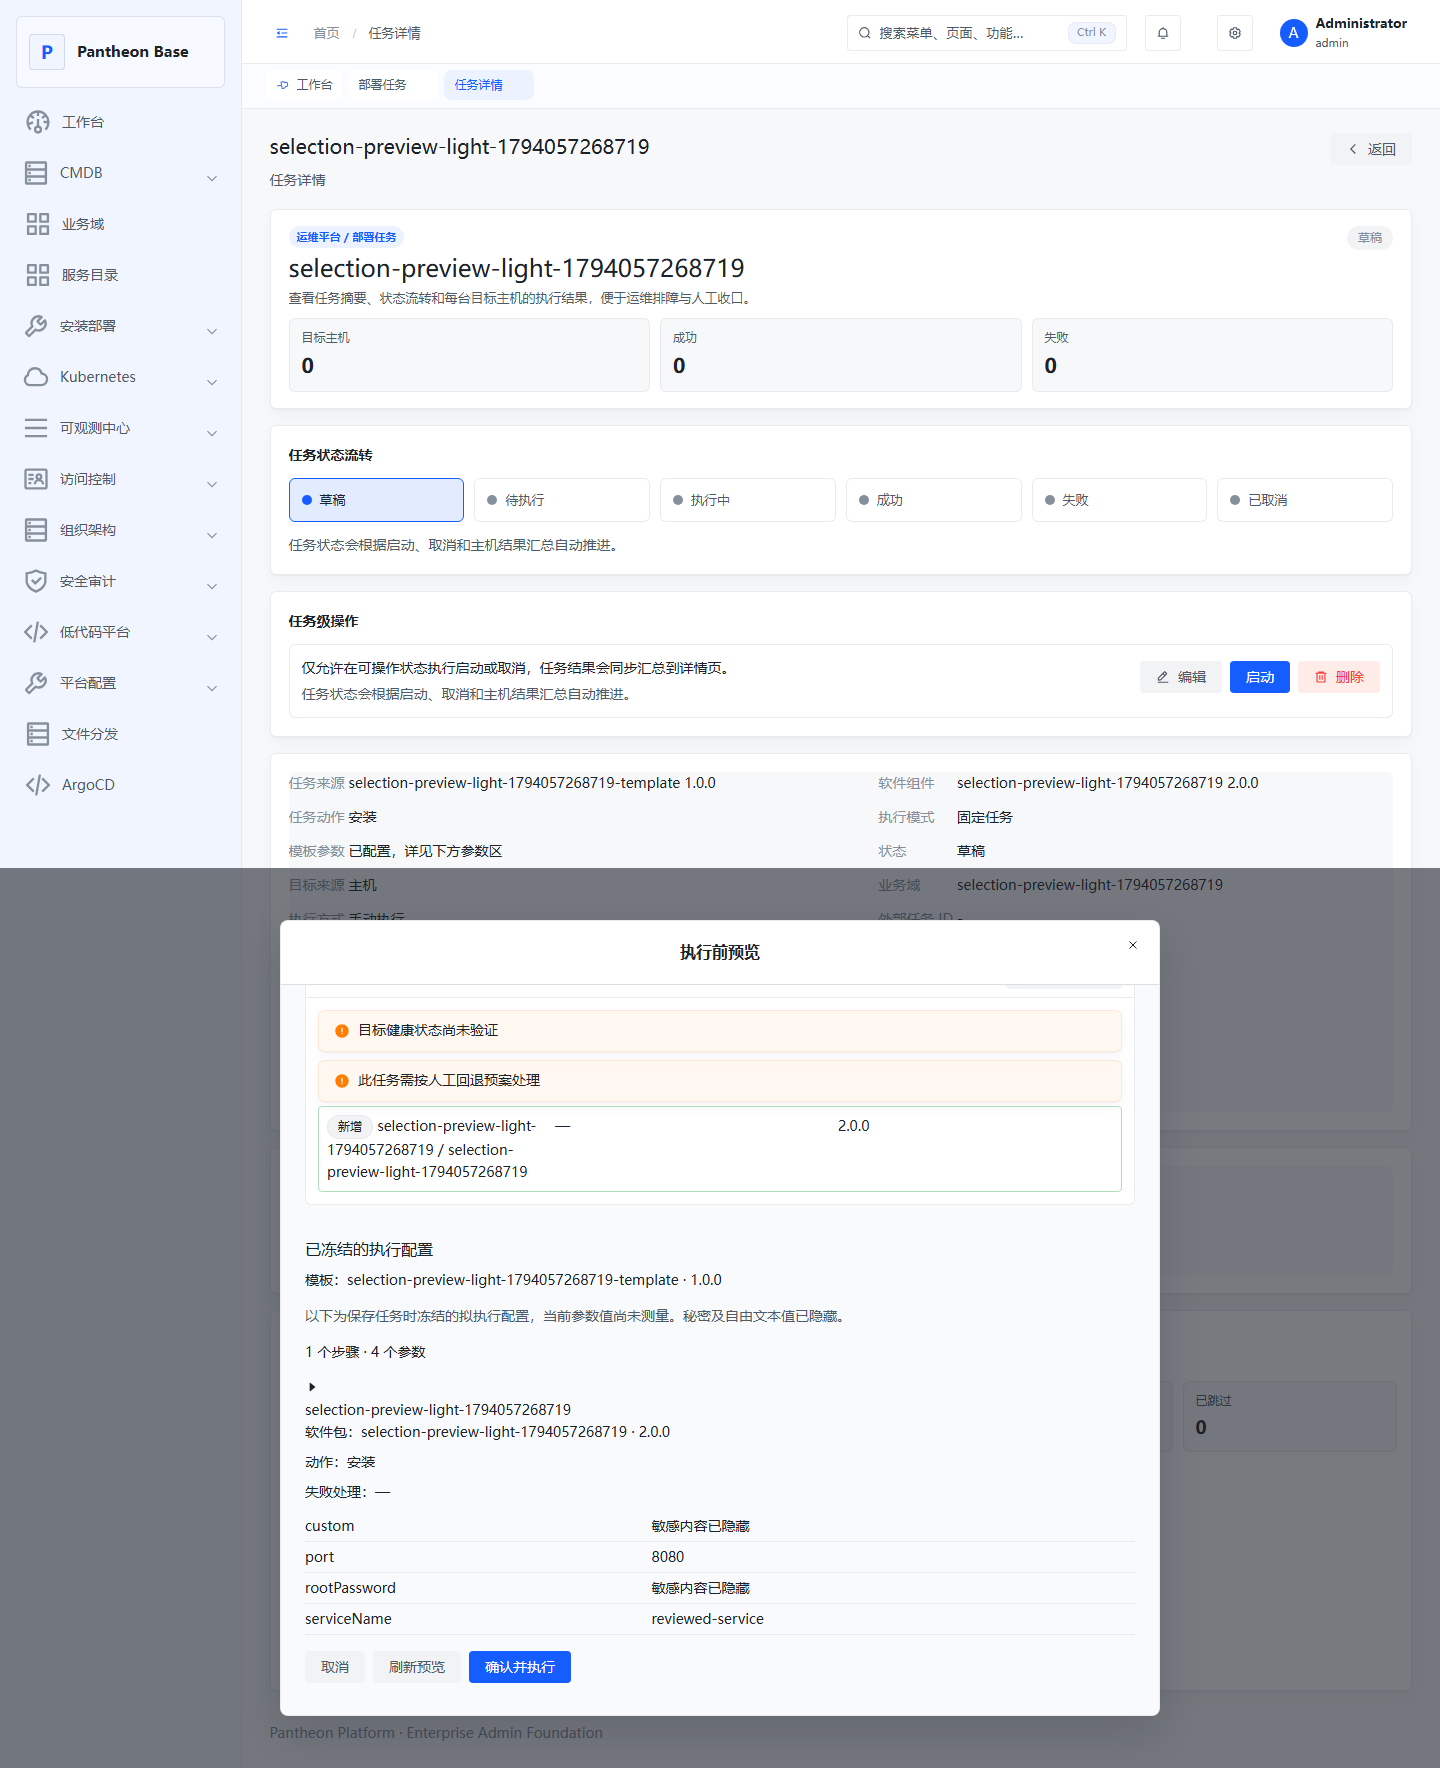 P Pantheon Base
工作台
CMDB
业务域
服务目录
安装部署
Kubernetes
可观测中心
访问控制
组织架构
安全审计
低代码平台
平台配置
文件分发
ArgoCD
首页 / 任务详情
搜索菜单、页面、功能... Ctrl K
A Administrator
admin
工作台 部署任务 任务详情
selection-preview-light-1794057268719
任务详情
返回
运维平台 / 部署任务
草稿
selection-preview-light-1794057268719
查看任务摘要、状态流转和每台目标主机的执行结果，便于运维排障与人工收口。
目标主机 成功 失败
0 0 0
任务状态流转
草稿 待执行 执行中 成功 失败 已取消
任务状态会根据启动、取消和主机结果汇总自动推进。
任务级操作
仅允许在可操作状态执行启动或取消，任务结果会同步汇总到详情页。
任务状态会根据启动、取消和主机结果汇总自动推进。
编辑 启动 删除
任务来源 selection-preview-light-1794057268719-template 1.0.0 软件组件 selection-preview-light-1794057268719 2.0.0
任务动作 安装 执行模式 固定任务
模板参数 已配置，详见下方参数区 状态 草稿
目标来源 主机 业务域 selection-preview-light-1794057268719
执行方式 手动执行 外部任务 ID -
执行前预览
目标健康状态尚未验证
此任务需按人工回退预案处理
新增 selection-preview-light- — 2.0.0
1794057268719 / selection-
preview-light-1794057268719
已冻结的执行配置
模板：selection-preview-light-1794057268719-template · 1.0.0
以下为保存任务时冻结的拟执行配置，当前参数值尚未测量。秘密及自由文本值已隐藏。
1 个步骤 · 4 个参数
selection-preview-light-1794057268719
软件包：selection-preview-light-1794057268719 · 2.0.0
动作：安装
失败处理：—
custom 敏感内容已隐藏
port 8080
rootPassword 敏感内容已隐藏
serviceName reviewed-service
取消 刷新预览 确认并执行
已跳过
0
Pantheon Platform · Enterprise Admin Foundation